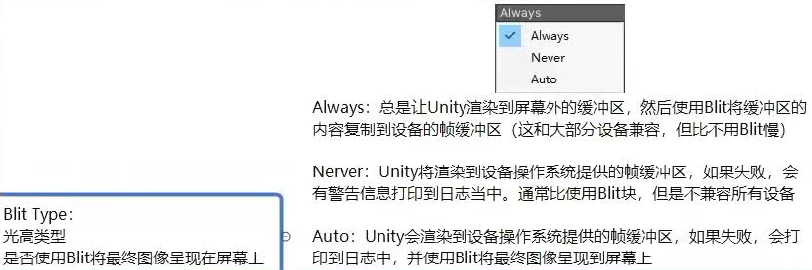 Always
Always
Never
Auto
Always：总是让Unity渲染到屏幕外的缓冲区，然后使用Blit将缓冲区的
内容复制到设备的帧缓冲区（这和大部分设备兼容，但比不用Blit慢）
Nerver：Unity将渲染到设备操作系统提供的帧缓冲区，如果失败，会
有警告信息打印到日志当中。通常比使用Blit块，但是不兼容所有设备
Blit Type：
光亮类型
是否使用Blit将最终图像呈现在屏幕上
Auto：Unity会渲染到设备操作系统提供的帧缓冲区，如果失败，会打
印到日志中，并使用Blit将最终图像呈现到屏幕上